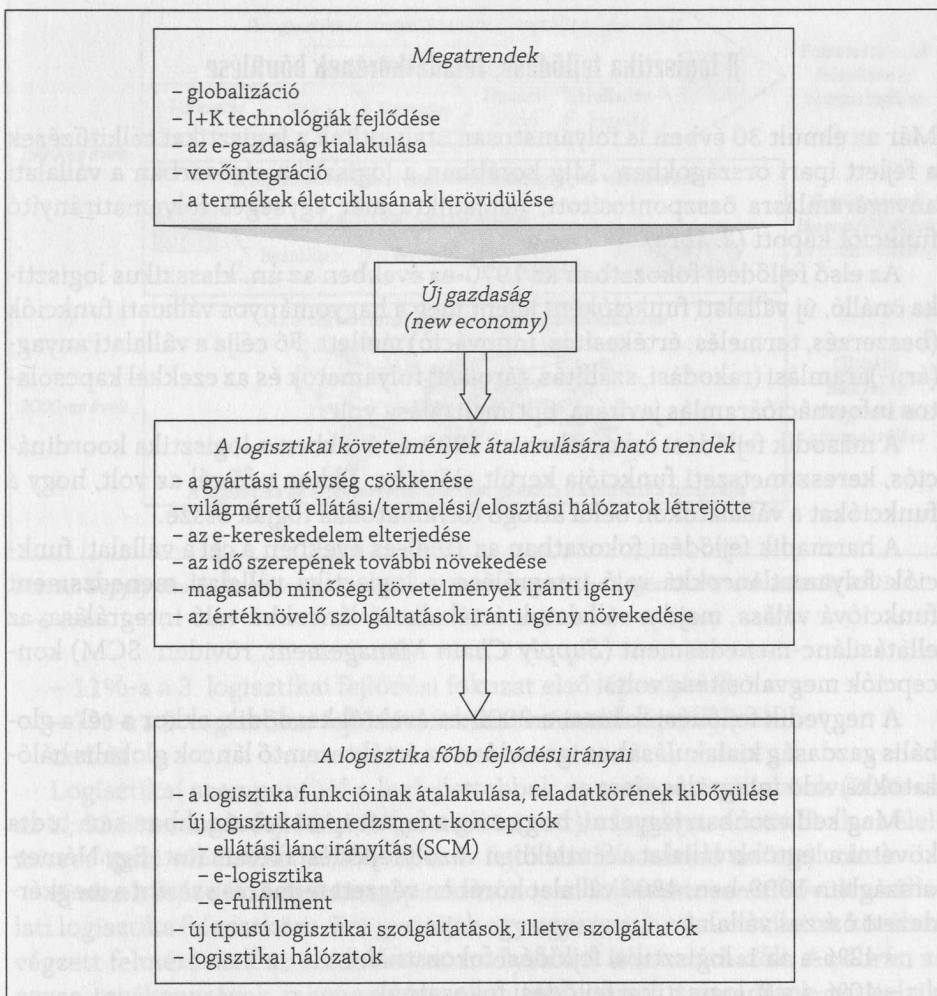 Megatrendek
– globalizáció
– I+K technológiák fejlődése
– az e-gazdaság kialakulása
– vevőintegráció
– a termékek életciklusának lerövidülése
Új gazdaság
(new economy)
A logisztikai követelmények átalakulására ható trendek
– a gyártási mélység csökkenése
– világméretű ellátási/termelési/elosztási hálózatok létrejötte
– az e-kereskedelem elterjedése
– az idő szerepének további növekedése
– magasabb minőségi követelmények iránti igény
– az értéknövelő szolgáltatások iránti igény növekedése
A logisztika főbb fejlődési irányai
– a logisztika funkcióinak átalakulása, feladatkörének kibővülése
– új logisztikaimenedzsment-koncepciók
– ellátási lánc irányítás (SCM)
– e-logisztika
– e-fulfillment
– új típusú logisztikai szolgáltatások, illetve szolgáltatók
– logisztikai hálózatok